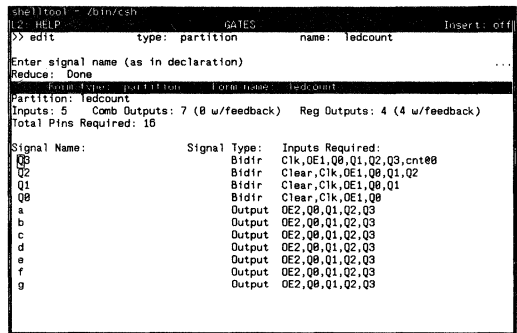 shelltool - /bin/csh
L2: HELP GATES Insert: off
>> edit type: partition name: ledcount
Enter signal name (as in declaration) ...
Reduce: Done
Form type: partition Form name: ledcount
Partition: ledcount
Inputs: 5 Comb Outputs: 7 (0 w/feedback) Reg Outputs: 4 (4 w/feedback)
Total Pins Required: 16
Signal Name: Signal Type: Inputs Required:
Q3 Bidir Clk,OE1,Q0,Q1,Q2,Q3,cnt@0
Q2 Bidir Clear,Clk,OE1,Q0,Q1,Q2
Q1 Bidir Clear,Clk,OE1,Q0,Q1
Q0 Bidir Clear,Clk,OE1,Q0
a Output OE2,Q0,Q1,Q2,Q3
b Output OE2,Q0,Q1,Q2,Q3
c Output OE2,Q0,Q1,Q2,Q3
d Output OE2,Q0,Q1,Q2,Q3
e Output OE2,Q0,Q1,Q2,Q3
f Output OE2,Q0,Q1,Q2,Q3
g Output OE2,Q0,Q1,Q2,Q3